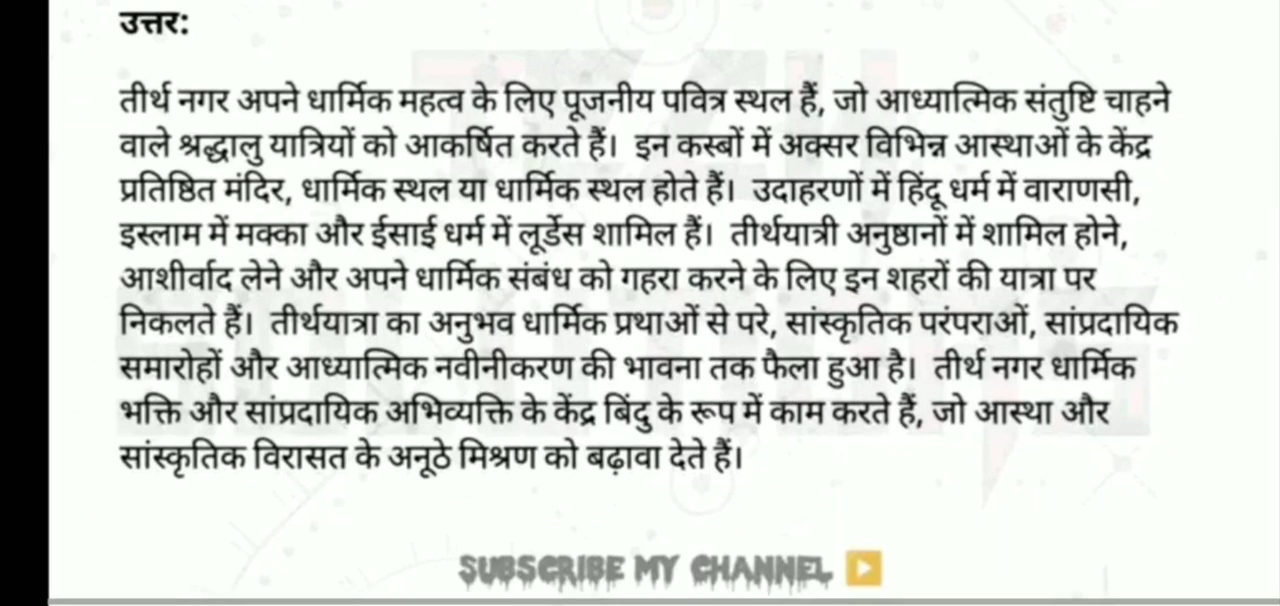 उत्तर:
तीर्थ नगर अपने धार्मिक महत्व के लिए पूजनीय पवित्र स्थल हैं, जो आध्यात्मिक संतुष्टि चाहने
वाले श्रद्धालु यात्रियों को आकर्षित करते हैं। इन कस्बों में अक्सर विभिन्न आस्थाओं के केंद्र
प्रतिष्ठित मंदिर, धार्मिक स्थल या धार्मिक स्थल होते हैं। उदाहरणों में हिंदू धर्म में वाराणसी,
इस्लाम में मक्का और ईसाई धर्म में लूर्डेस शामिल हैं। तीर्थयात्री अनुष्ठानों में शामिल होने,
आशीर्वाद लेने और अपने धार्मिक संबंध को गहरा करने के लिए इन शहरों की यात्रा पर
निकलते हैं। तीर्थयात्रा का अनुभव धार्मिक प्रथाओं से परे, सांस्कृतिक परंपराओं, सांप्रदायिक
समारोहों और आध्यात्मिक नवीनीकरण की भावना तक फैला हुआ है। तीर्थ नगर धार्मिक
भक्ति और सांप्रदायिक अभिव्यक्ति के केंद्र बिंदु के रूप में काम करते हैं, जो आस्था और
सांस्कृतिक विरासत के अनूठे मिश्रण को बढ़ावा देते हैं।
SUBSCRIBE MY CHANNEL